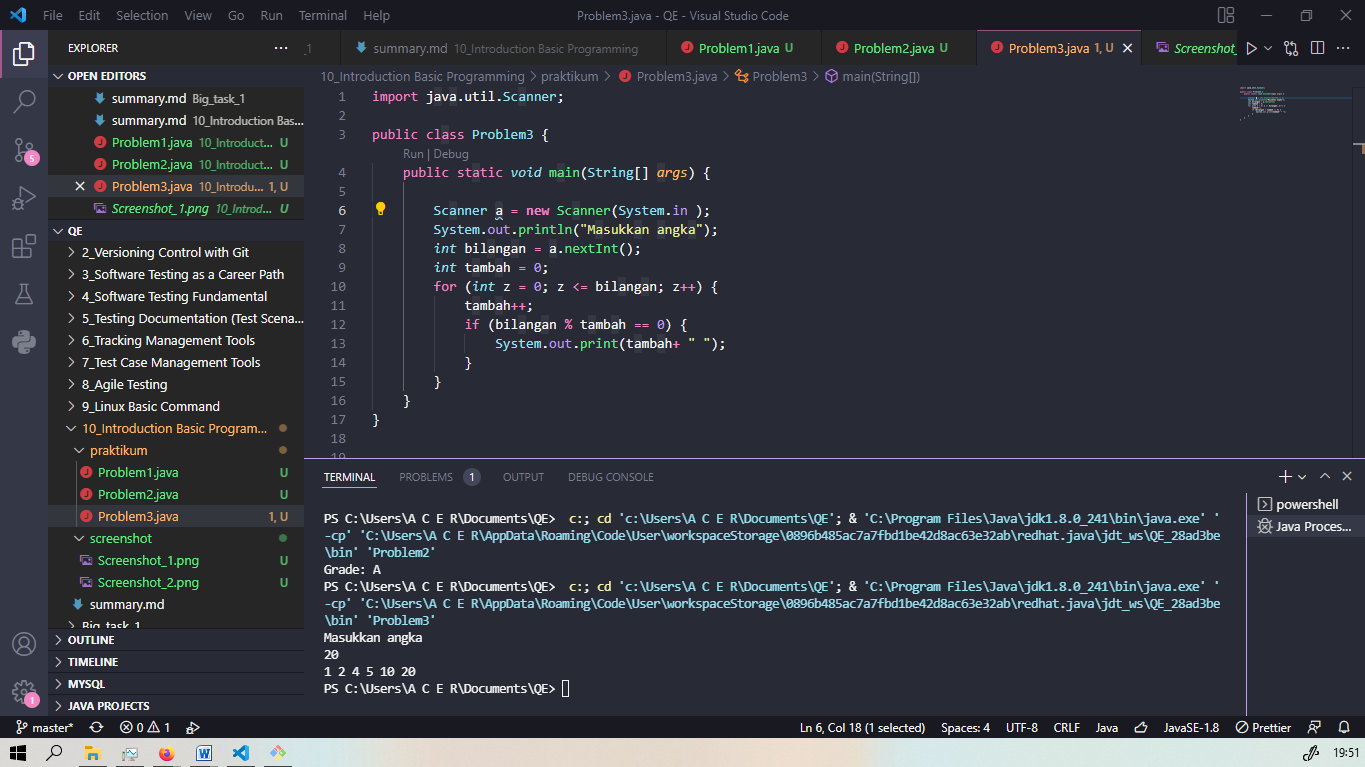 File Edit Selection View Go Run Terminal Help
Problem3.java - QE - Visual Studio Code
EXPLORER
_1
summary.md 10_Introduction Basic Programming
Problem1.java U
Problem2.java U
Problem3.java 1, U
Screenshot_
OPEN EDITORS
summary.md Big_task_1
summary.md 10_Introduction Bas...
Problem1.java 10_Introduct... U
Problem2.java 10_Introduct... U
Problem3.java 10_Introdu... 1, U
Screenshot_1.png 10_Introd... U
QE
2_Versioning Control with Git
3_Software Testing as a Career Path
4_Software Testing Fundamental
5_Testing Documentation (Test Scena...
6_Tracking Management Tools
7_Test Case Management Tools
8_Agile Testing
9_Linux Basic Command
10_Introduction Basic Program...
praktikum
Problem1.java U
Problem2.java U
Problem3.java 1, U
screenshot
Screenshot_1.png U
Screenshot_2.png U
summary.md
Big_task_1
OUTLINE
TIMELINE
MYSQL
JAVA PROJECTS
10_Introduction Basic Programming > praktikum > Problem3.java > Problem3 > main(String[])
1 import java.util.Scanner;
2
3 public class Problem3 {
Run | Debug
4 public static void main(String[] args) {
5
6 Scanner a = new Scanner(System.in );
7 System.out.println("Masukkan angka");
8 int bilangan = a.nextInt();
9 int tambah = 0;
10 for (int z = 0; z <= bilangan; z++) {
11 tambah++;
12 if (bilangan % tambah == 0) {
13 System.out.print(tambah+ " ");
14 }
15 }
16 }
17 }
18
19
TERMINAL PROBLEMS 1 OUTPUT DEBUG CONSOLE
PS C:\Users\A C E R\Documents\QE> c:; cd 'c:\Users\A C E R\Documents\QE'; & 'C:\Program Files\Java\jdk1.8.0_241\bin\java.exe' '
-cp' 'C:\Users\A C E R\AppData\Roaming\Code\User\workspaceStorage\0896b485ac7a7fbd1be42d8ac63e32ab\redhat.java\jdt_ws\QE_28ad3be
\bin' 'Problem2'
Grade: A
PS C:\Users\A C E R\Documents\QE> c:; cd 'c:\Users\A C E R\Documents\QE'; & 'C:\Program Files\Java\jdk1.8.0_241\bin\java.exe' '
-cp' 'C:\Users\A C E R\AppData\Roaming\Code\User\workspaceStorage\0896b485ac7a7fbd1be42d8ac63e32ab\redhat.java\jdt_ws\QE_28ad3be
\bin' 'Problem3'
Masukkan angka
20
1 2 4 5 10 20
PS C:\Users\A C E R\Documents\QE>
powershell
Java Proces...
5
1
master* 0 1
Ln 6, Col 18 (1 selected) Spaces: 4 UTF-8 CRLF Java JavaSE-1.8 Prettier
19:51